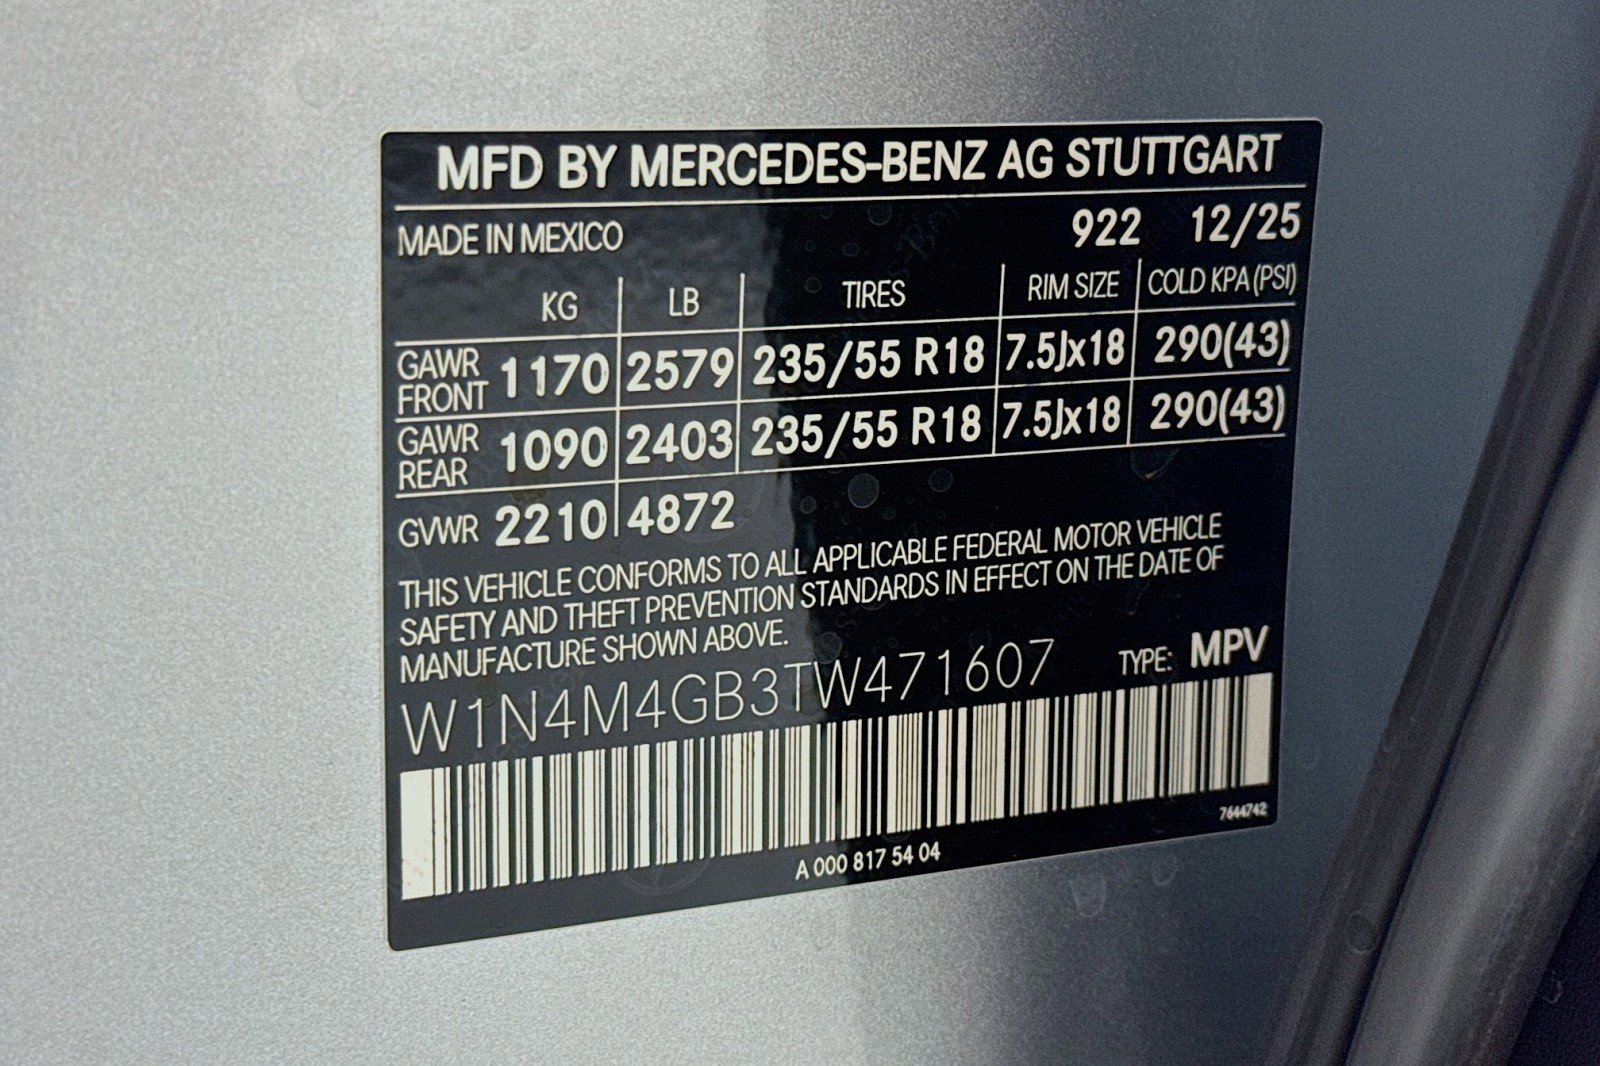 MFD BY MERCEDES-BENZ AG STUTTGART
MADE IN MEXICO 922 12/25
KG LB TIRES RIM SIZE COLD KPA(PSI)
GAWR FRONT 1170 2579 235/55 R18 7.5Jx18 290(43)
GAWR REAR 1090 2403 235/55 R18 7.5Jx18 290(43)
GVWR 2210 4872
THIS VEHICLE CONFORMS TO ALL APPLICABLE FEDERAL MOTOR VEHICLE
SAFETY AND THEFT PREVENTION STANDARDS IN EFFECT ON THE DATE OF
MANUFACTURE SHOWN ABOVE.
W1N4M4GB3TW471607 TYPE: MPV
7644742
A 000 817 54 04